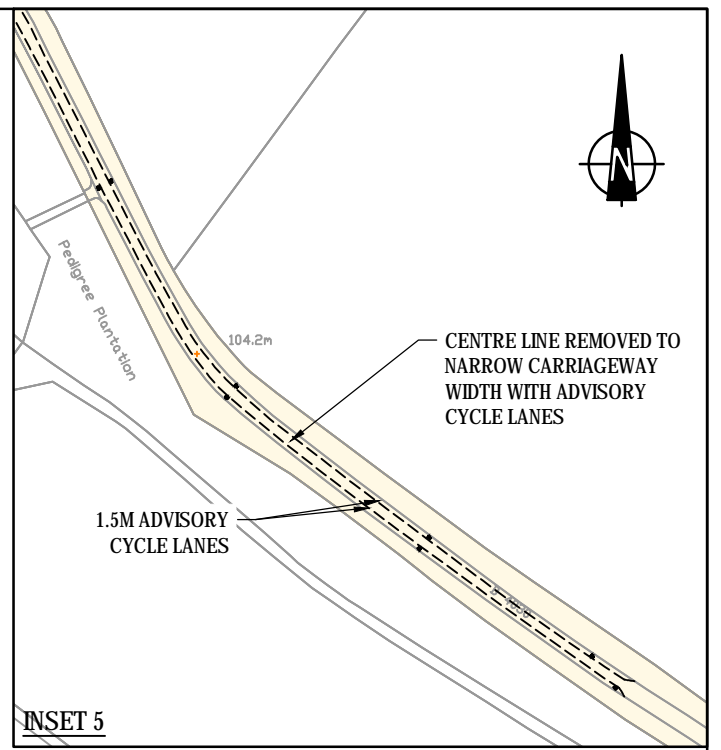 N
Pedigree Plantation
104.2m
CENTRE LINE REMOVED TO
NARROW CARRIAGEWAY
WIDTH WITH ADVISORY
CYCLE LANES
1.5M ADVISORY
CYCLE LANES
INSET 5